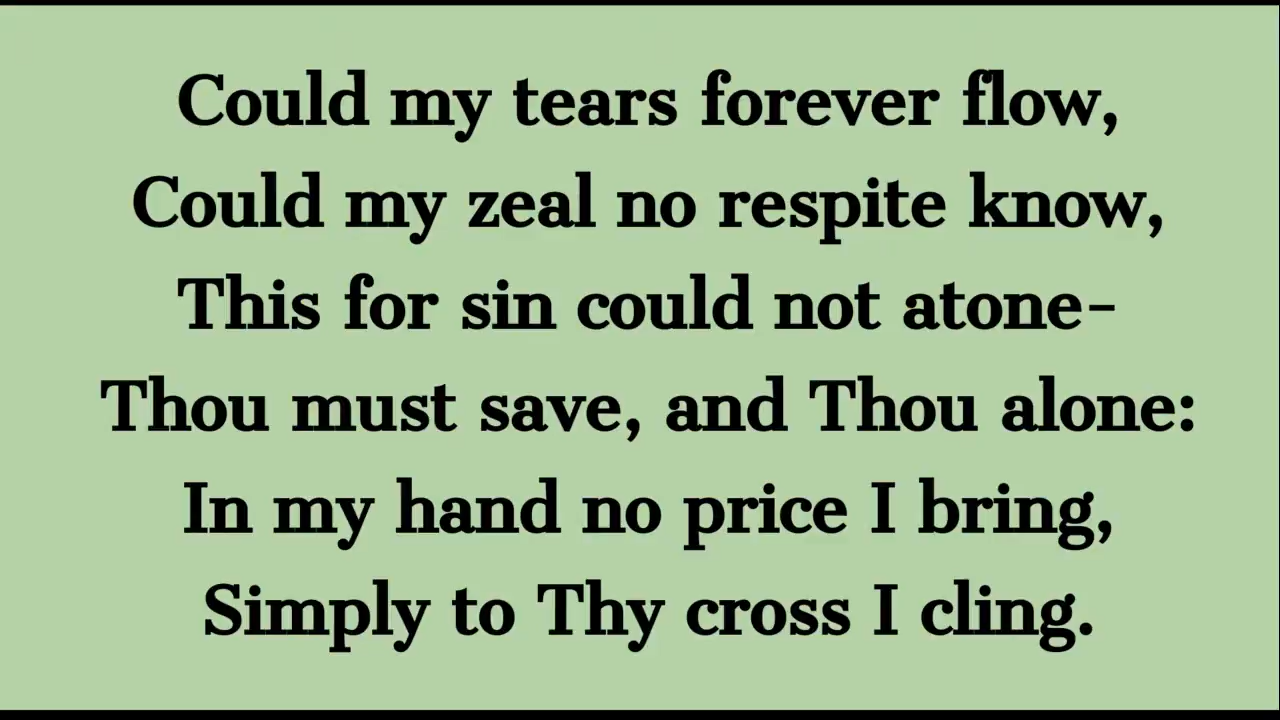 Could my tears forever flow,
Could my zeal no respite know,
This for sin could not atone-
Thou must save, and Thou alone:
In my hand no price I bring,
Simply to Thy cross I cling.